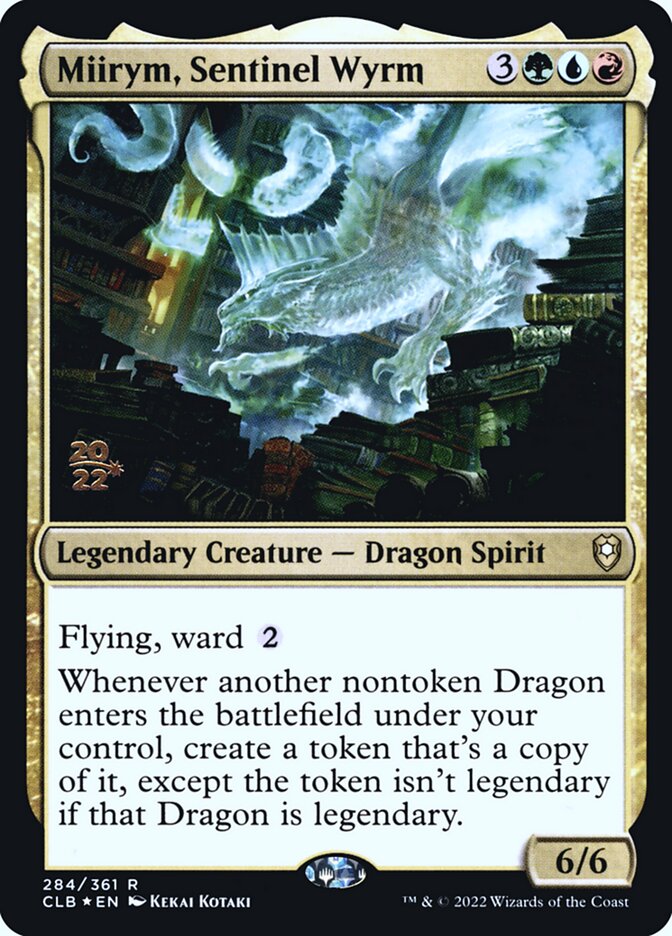 Miirym, Sentinel Wyrm 3
20
22
Legendary Creature — Dragon Spirit
Flying, ward 2
Whenever another nontoken Dragon
enters the battlefield under your
control, create a token that's a copy
of it, except the token isn't legendary
if that Dragon is legendary.
6/6
284/361 R
CLB ★ EN Kekai Kotaki
™ & © 2022 Wizards of the Coast